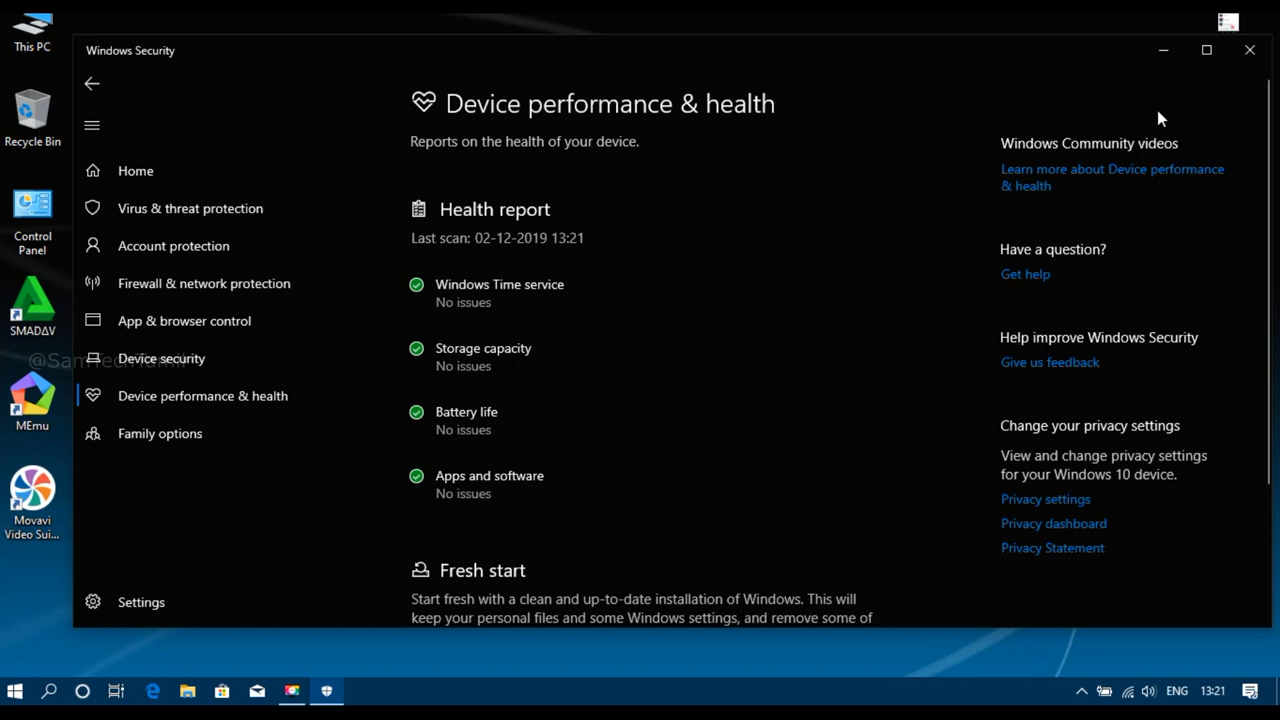 This PC
Recycle Bin
Control
Panel
SMADΔV
MEmu
Movavi
Video Sui...
Windows Security
Home
Virus & threat protection
Account protection
Firewall & network protection
App & browser control
Device security
Device performance & health
Family options
Settings
Device performance & health
Reports on the health of your device.
Health report
Last scan: 02-12-2019 13:21
Windows Time service
No issues
Storage capacity
No issues
Battery life
No issues
Apps and software
No issues
Fresh start
Start fresh with a clean and up-to-date installation of Windows. This will
keep your personal files and some Windows settings, and remove some of
Windows Community videos
Learn more about Device performance
& health
Have a question?
Get help
Help improve Windows Security
Give us feedback
Change your privacy settings
View and change privacy settings
for your Windows 10 device.
Privacy settings
Privacy dashboard
Privacy Statement
ENG
13:21